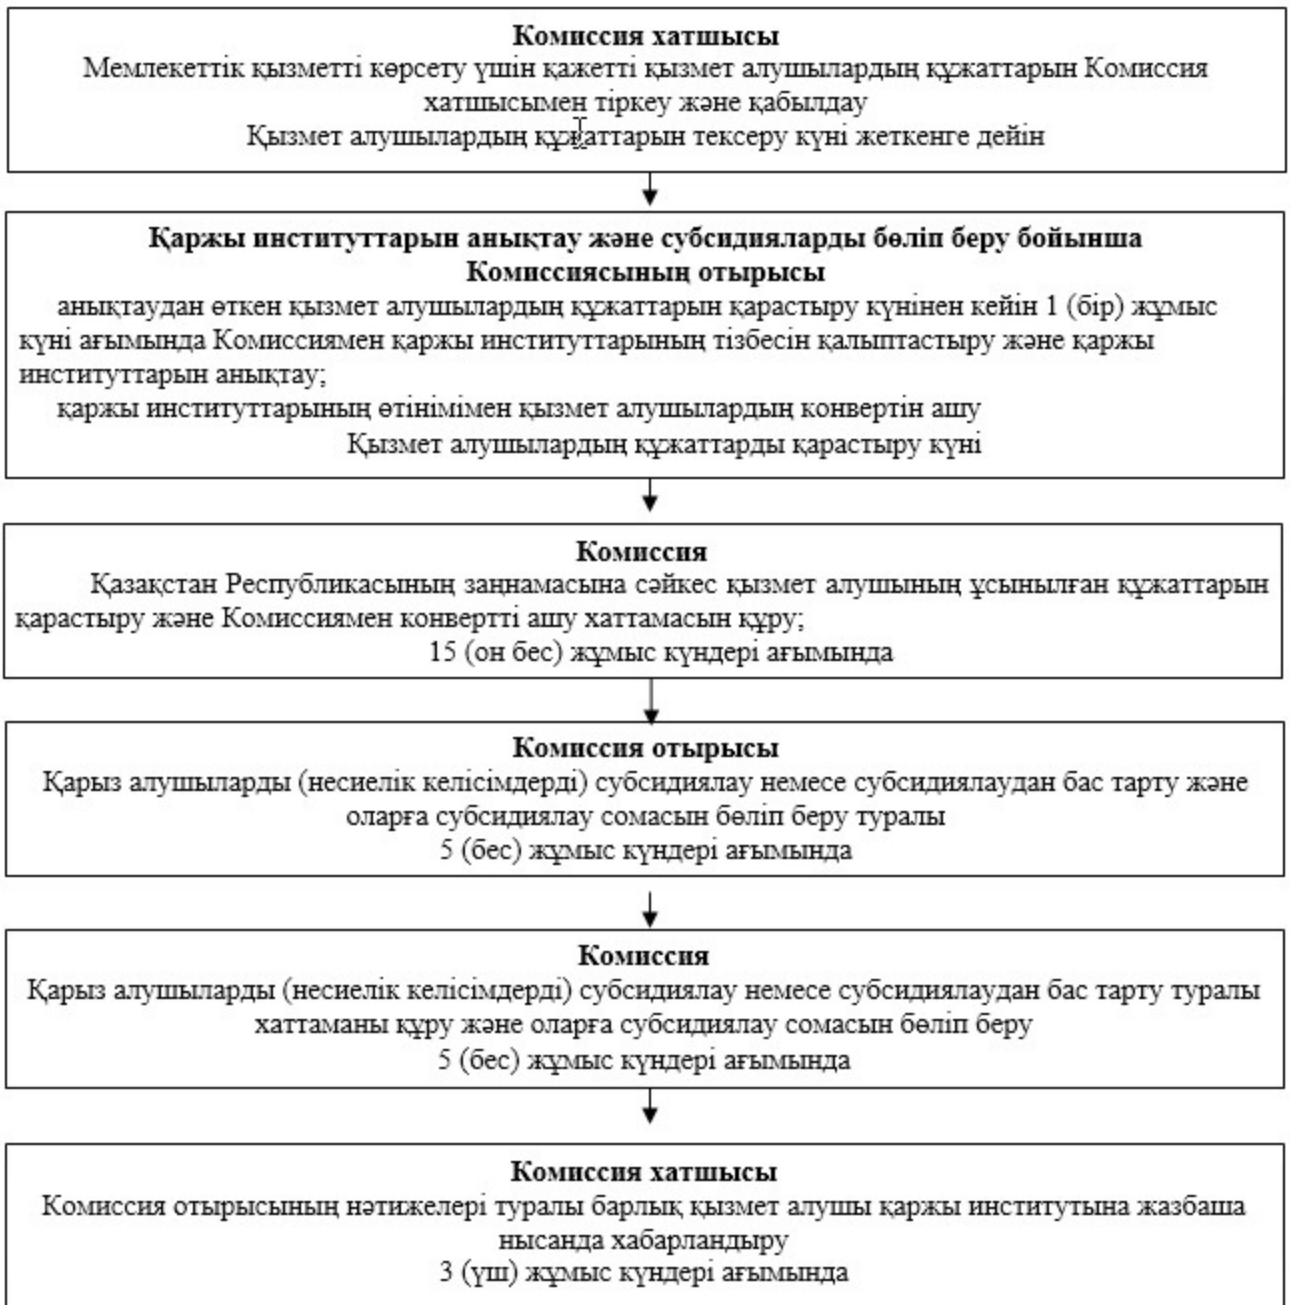 Комиссия хатшысы
Мемлекеттік қызметті көрсету үшін қажетті қызмет алушылардың құжаттарын Комиссия
хатшысымен тіркеу және қабылдау
Қызмет алушылардың құжаттарын тексеру күні жеткенге дейін
Қаржы институттарын анықтау және субсидияларды бөліп беру бойынша
Комиссиясының отырысы
анықтаудан өткен қызмет алушылардың құжаттарын қарастыру күнінен кейін 1 (бір) жұмыс
күні ағымында Комиссиямен қаржы институттарының тізбесін қалыптастыру және қаржы
институттарын анықтау;
қаржы институттарының өтінімімен қызмет алушылардың конвертін ашу
Қызмет алушылардың құжаттарды қарастыру күні
Комиссия
Қазақстан Республикасының заңнамасына сәйкес қызмет алушының ұсынылған құжаттарын
қарастыру және Комиссиямен конвертті ашу хаттамасын құру;
15 (он бес) жұмыс күндері ағымында
Комиссия отырысы
Қарыз алушыларды (несиелік келісімдерді) субсидиялау немесе субсидиялаудан бас тарту және
оларға субсидиялау сомасын бөліп беру туралы
5 (бес) жұмыс күндері ағымында
Комиссия
Қарыз алушыларды (несиелік келісімдерді) субсидиялау немесе субсидиялаудан бас тарту туралы
хаттаманы құру және оларға субсидиялау сомасын бөліп беру
5 (бес) жұмыс күндері ағымында
Комиссия хатшысы
Комиссия отырысының нәтижелері туралы барлық қызмет алушы қаржы институтына жазбаша
нысанда хабарландыру
3 (үш) жұмыс күндері ағымында